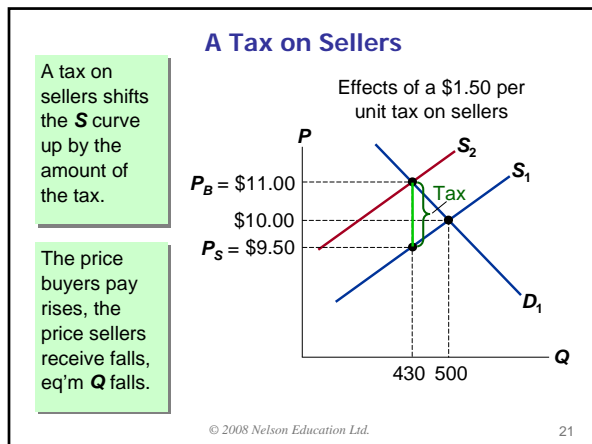 A Tax on Sellers
A tax on
sellers shifts
the S curve
up by the
amount of
the tax.
The price
buyers pay
rises, the
price sellers
receive falls,
eq'm Q falls.
Effects of a $1.50 per
unit tax on sellers
P
S2
S1
PB = $11.00
Tax
$10.00
PS = $9.50
D1
Q
430 500
© 2008 Nelson Education Ltd.
21